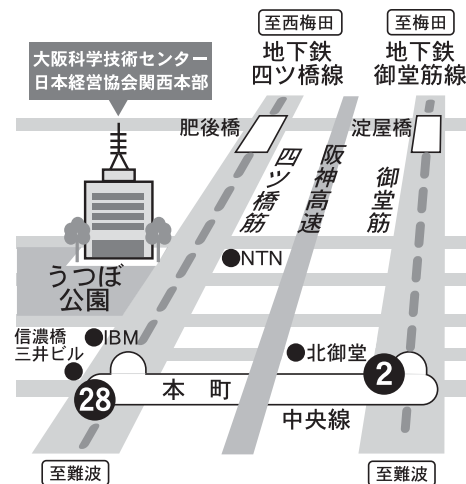 至西梅田
至梅田
地下鉄
四ツ橋線
地下鉄
御堂筋線
大阪科学技術センター
日本経営協会関西本部
肥後橋
淀屋橋
四ツ橋筋
阪神高速
御堂筋
NTN
うつぼ
公園
信濃橋
三井ビル
IBM
北御堂
2
28
本町
中央線
至難波
至難波